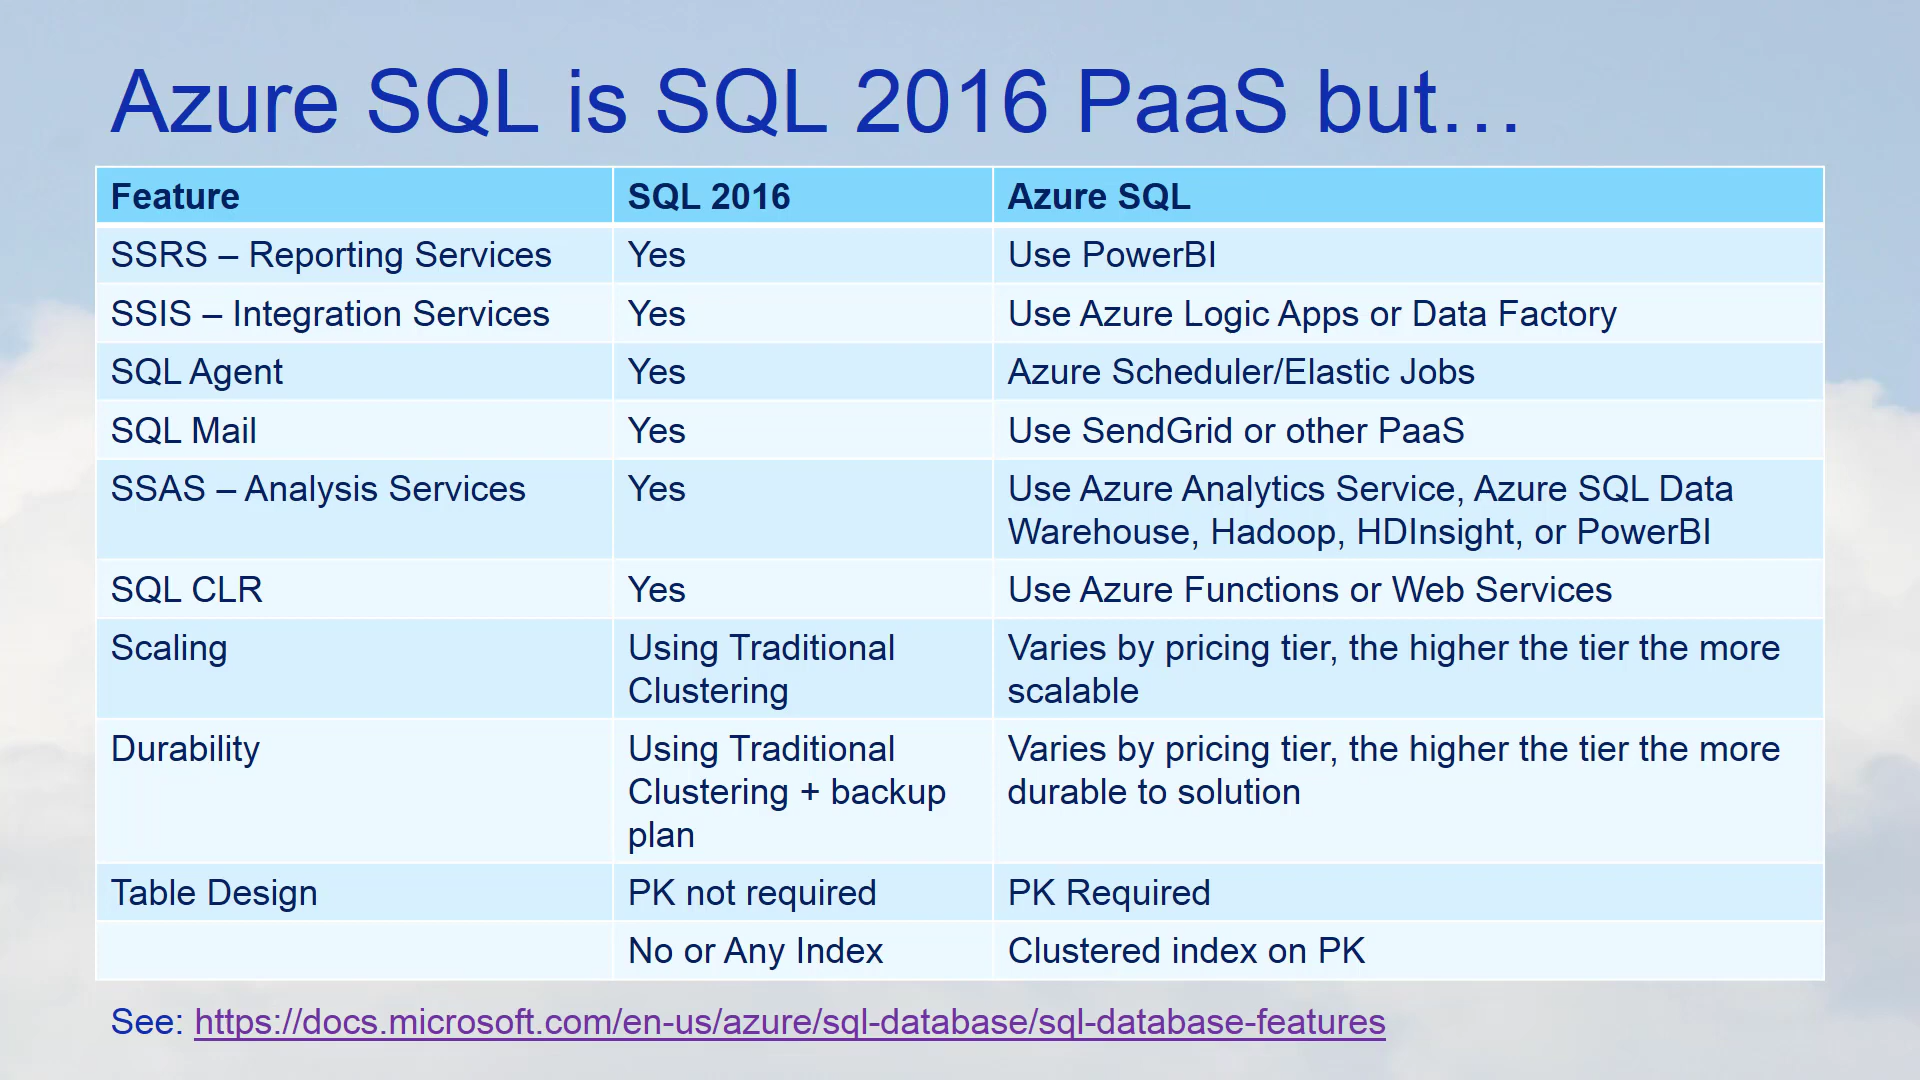 Azure SQL is SQL 2016 PaaS but…
Feature SQL 2016 Azure SQL
SSRS – Reporting Services Yes Use PowerBI
SSIS – Integration Services Yes Use Azure Logic Apps or Data Factory
SQL Agent Yes Azure Scheduler/Elastic Jobs
SQL Mail Yes Use SendGrid or other PaaS
SSAS – Analysis Services Yes Use Azure Analytics Service, Azure SQL Data
Warehouse, Hadoop, HDInsight, or PowerBI
SQL CLR Yes Use Azure Functions or Web Services
Scaling Using Traditional Varies by pricing tier, the higher the tier the more
Clustering scalable
Durability Using Traditional Varies by pricing tier, the higher the tier the more
Clustering + backup durable to solution
plan
Table Design PK not required PK Required
No or Any Index Clustered index on PK
See: https://docs.microsoft.com/en-us/azure/sql-database/sql-database-features